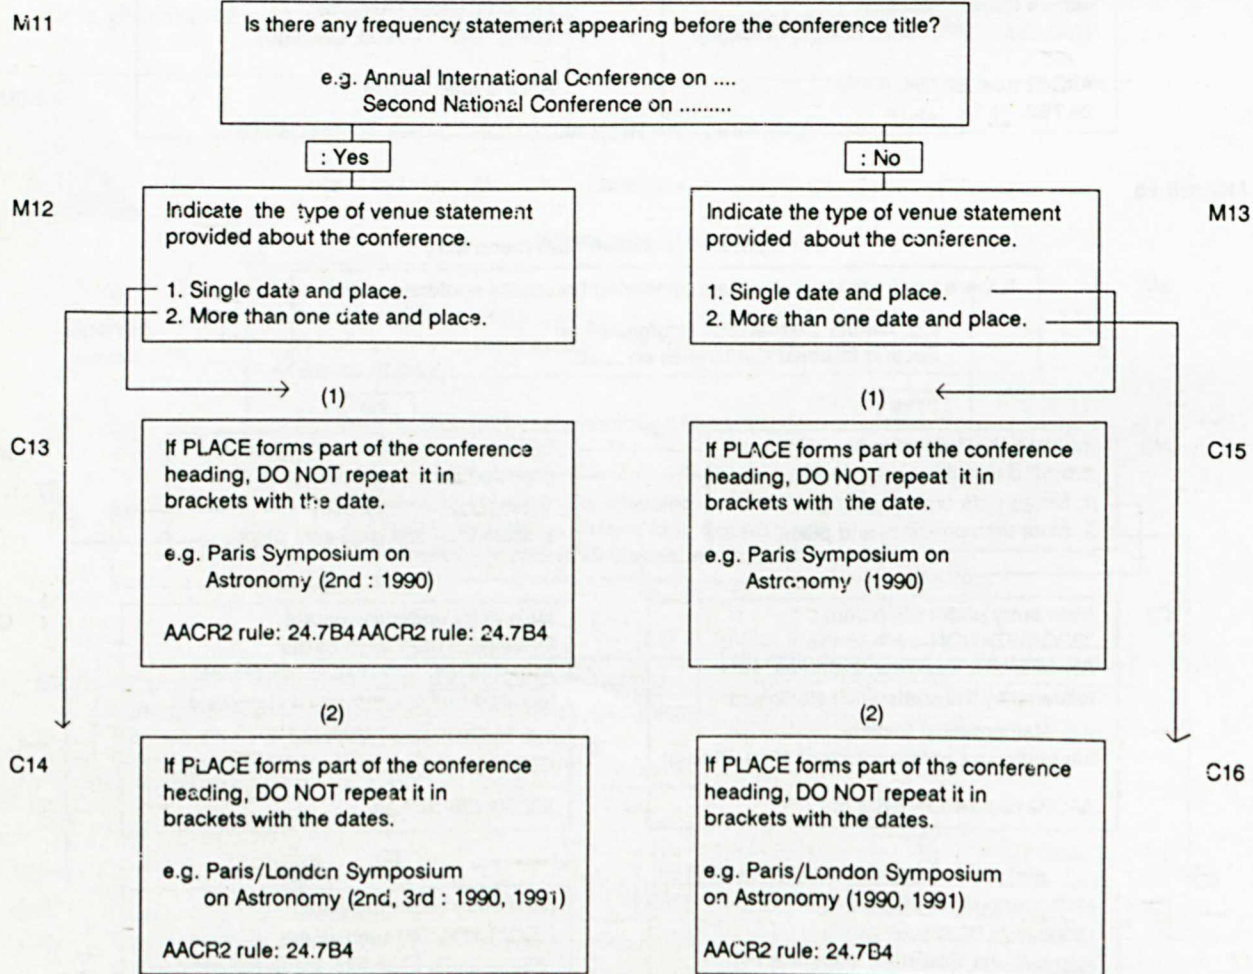 M11
Is there any frequency statement appearing before the conference title?
e.g. Annual International Conference on ....
Second National Conference on .........
: Yes
: No
M12
Indicate the type of venue statement
provided about the conference.
1. Single date and place.
2. More than one date and place.
M13
Indicate the type of venue statement
provided about the conference.
1. Single date and place.
2. More than one date and place.
(1)
(1)
C13
If PLACE forms part of the conference
heading, DO NOT repeat it in
brackets with the date.
e.g. Paris Symposium on
Astronomy (2nd : 1990)
AACR2 rule: 24.7B4 AACR2 rule: 24.7B4
C15
If PLACE forms part of the conference
heading, DO NOT repeat it in
brackets with the date.
e.g. Paris Symposium on
Astronomy (1990)
(2)
(2)
C14
If PLACE forms part of the conference
heading, DO NOT repeat it in
brackets with the dates.
e.g. Paris/London Symposium
on Astronomy (2nd, 3rd : 1990, 1991)
AACR2 rule: 24.7B4
C16
If PLACE forms part of the conference
heading, DO NOT repeat it in
brackets with the dates.
e.g. Paris/London Symposium
on Astronomy (1990, 1991)
AACR2 rule: 24.7B4